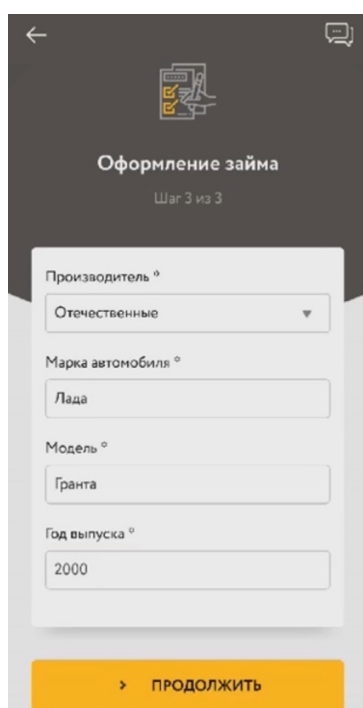 Оформление займа
Шаг 3 из 3
Производитель *
Отечественные
Марка автомобиля *
Лада
Модель *
Гранта
Год выпуска *
2000
ПРОДОЛЖИТЬ